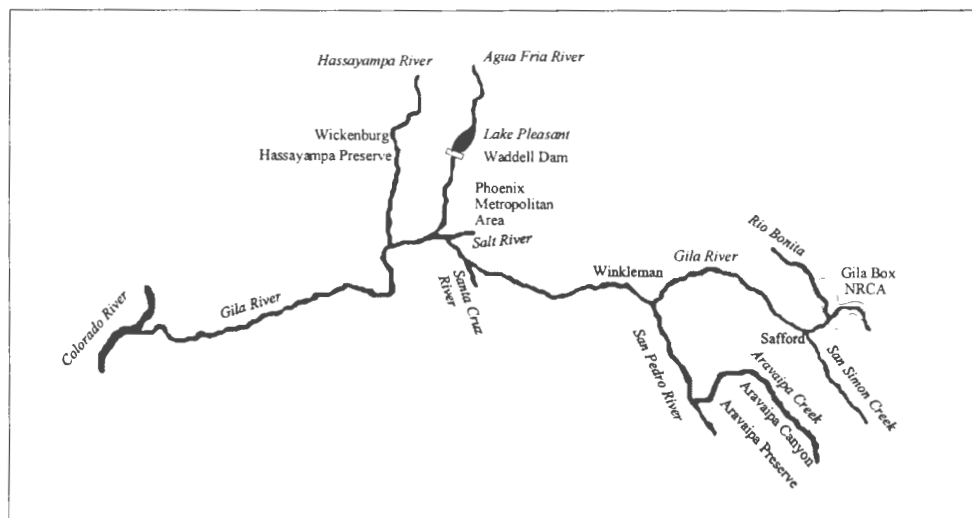 Hassayampa River
Agua Fria River
Wickenburg
Hassayampa Preserve
Lake Pleasant
Waddell Dam
Phoenix
Metropolitan
Area
Salt River
Santa Cruz
River
Gila River
Colorado River
Winkleman
Gila River
Rio Bonita
Gila Box
NRCA
Safford
San Simon Creek
San Pedro River
Aravaipa Creek
Aravaipa Canyon
Aravaipa Preserve